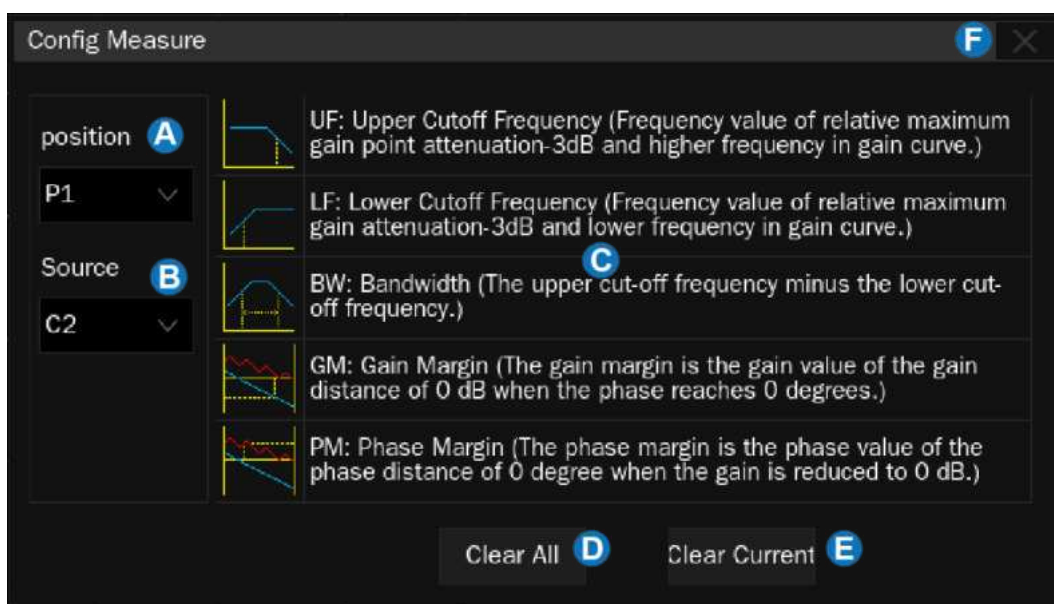 Config Measure F
position A
P1
Source B
C2
UF: Upper Cutoff Frequency (Frequency value of relative maximum
gain point attenuation-3dB and higher frequency in gain curve.)
LF: Lower Cutoff Frequency (Frequency value of relative maximum
gain attenuation-3dB and lower frequency in gain curve.)
C
BW: Bandwidth (The upper cut-off frequency minus the lower cut-
off frequency.)
GM: Gain Margin (The gain margin is the gain value of the gain
distance of 0 dB when the phase reaches 0 degrees.)
PM: Phase Margin (The phase margin is the phase value of the
phase distance of 0 degree when the gain is reduced to 0 dB.)
Clear All D Clear Current E